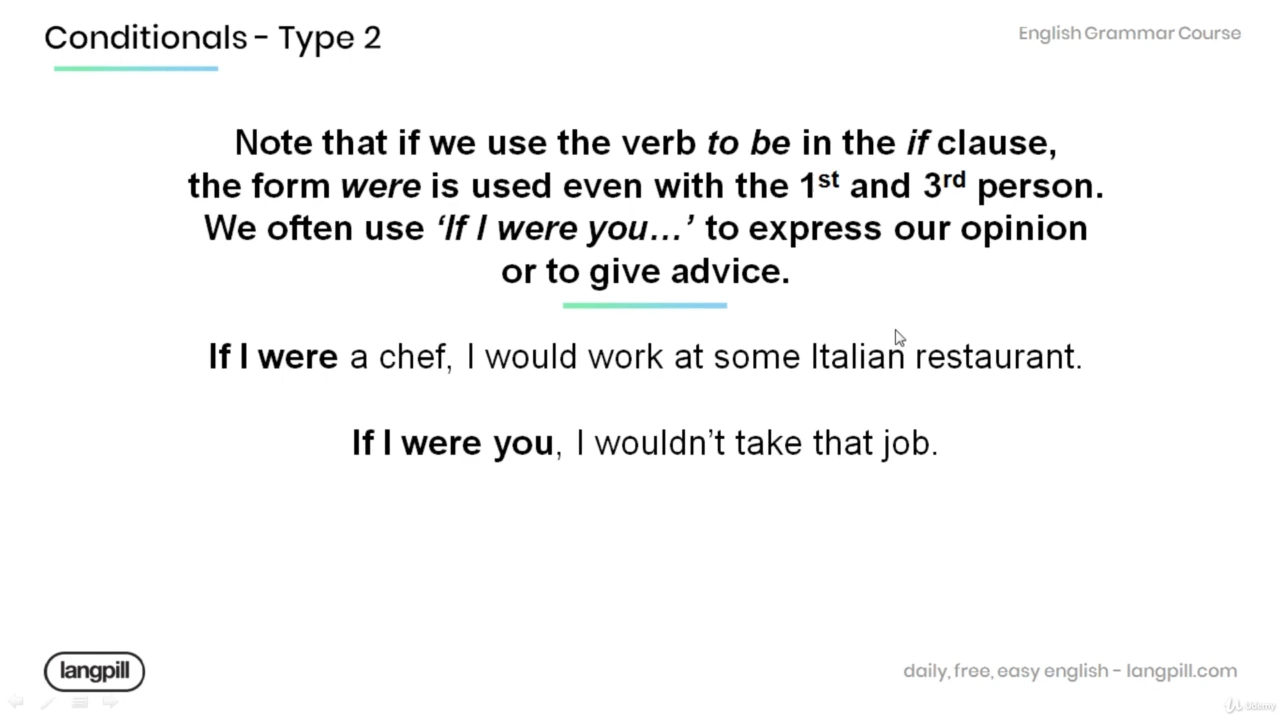 Conditionals - Type 2
English Grammar Course
Note that if we use the verb to be in the if clause,
the form were is used even with the 1st and 3rd person.
We often use ‘If I were you…’ to express our opinion
or to give advice.
If I were a chef, I would work at some Italian restaurant.
If I were you, I wouldn’t take that job.
langpill
daily, free, easy english - langpill.com
Udemy